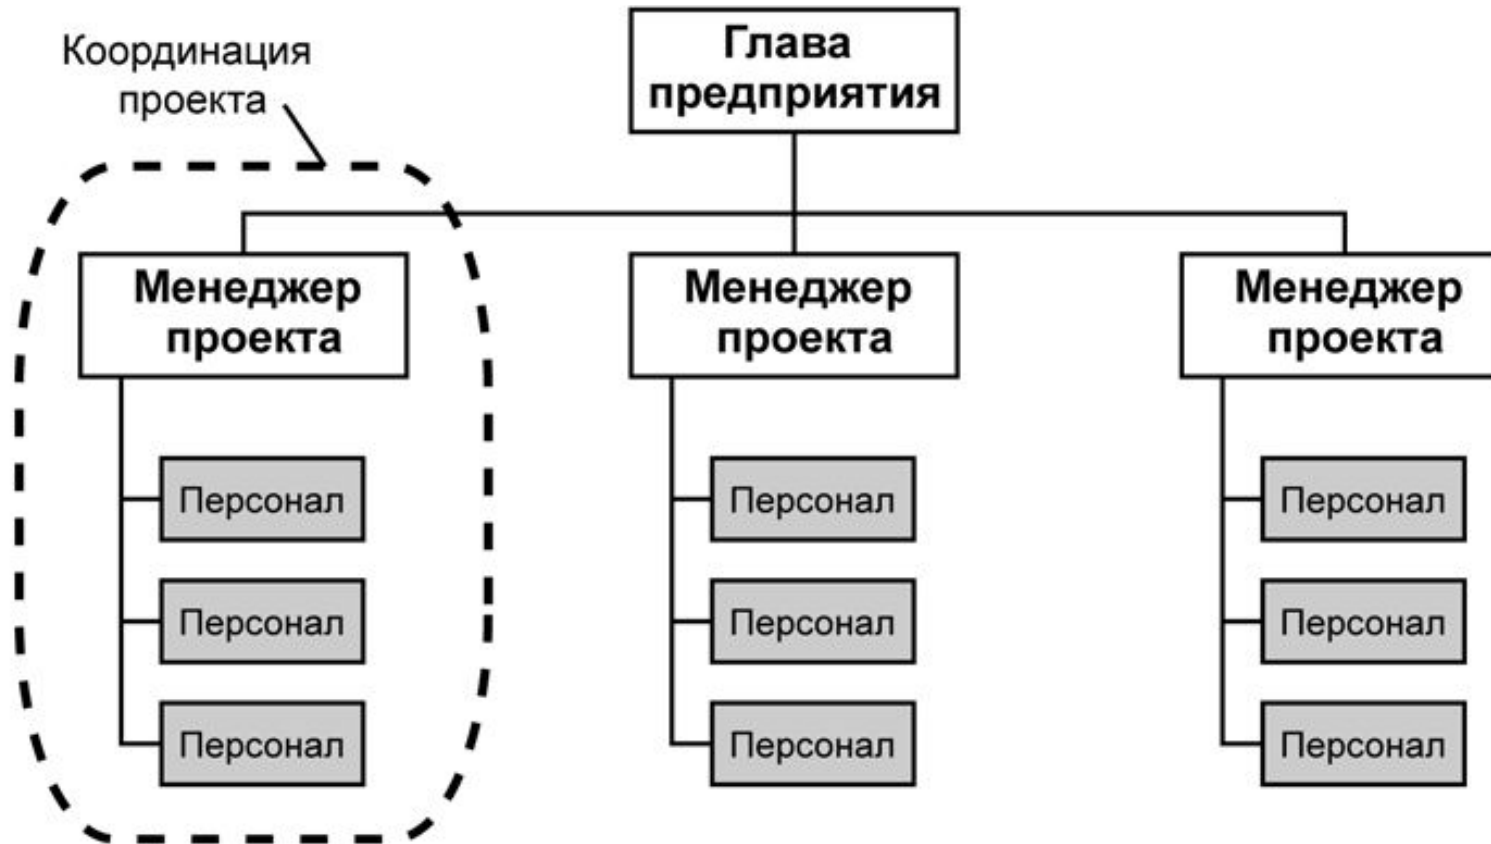 Координация
проекта
Глава
предприятия
Менеджер
проекта
Менеджер
проекта
Менеджер
проекта
Персонал
Персонал
Персонал
Персонал
Персонал
Персонал
Персонал
Персонал
Персонал